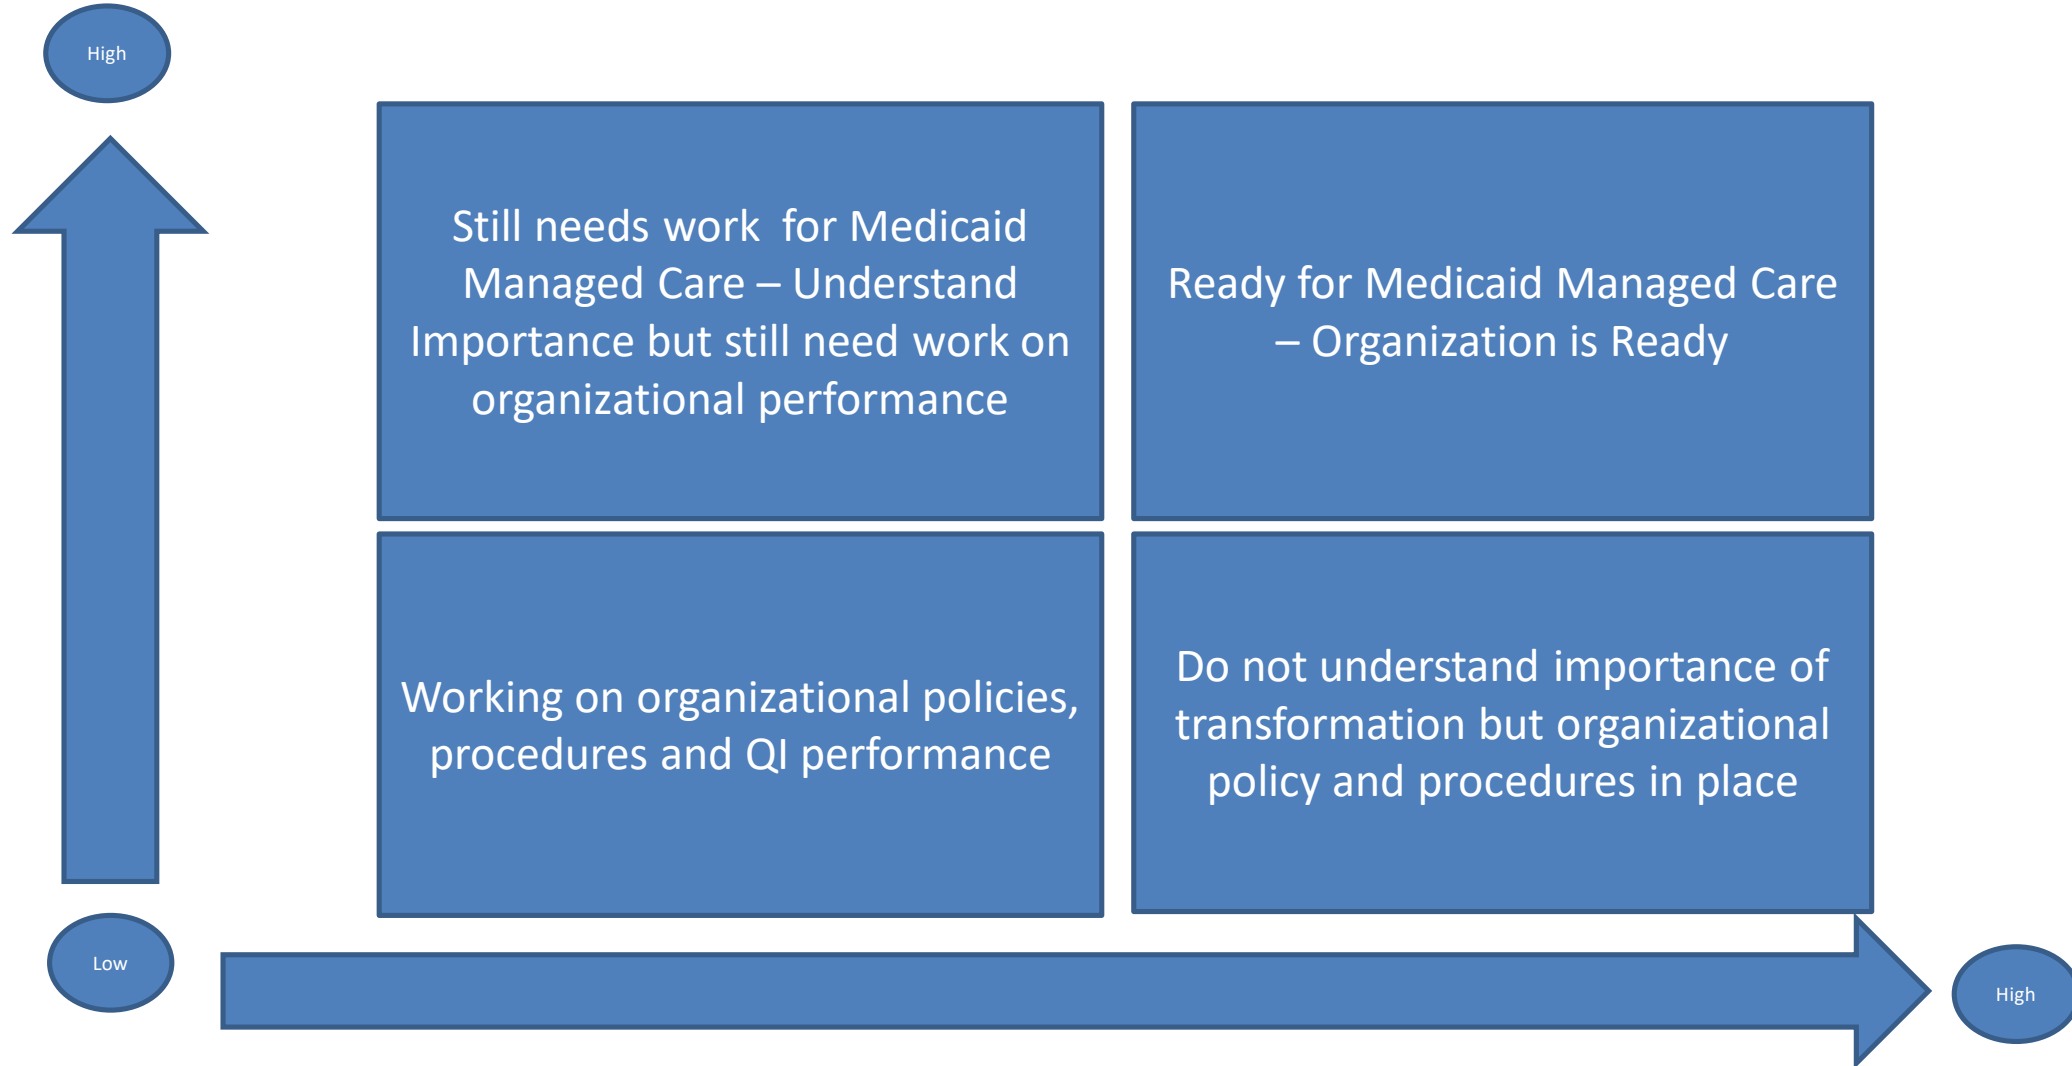 High
Still needs work  for Medicaid
Managed Care – Understand
Importance but still need work on
organizational performance
Ready for Medicaid Managed Care
– Organization is Ready
Working on organizational policies,
procedures and QI performance
Do not understand importance of
transformation but organizational
policy and procedures in place
Low
High